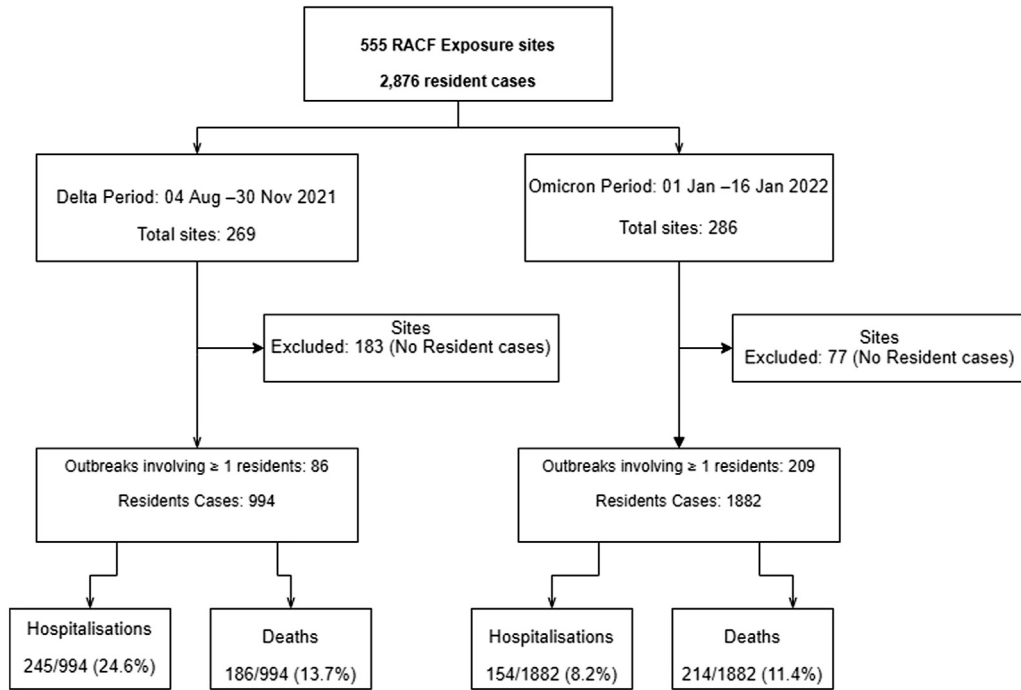 555 RACF Exposure sites
2,876 resident cases
Delta Period: 04 Aug –30 Nov 2021
Total sites: 269
Omicron Period: 01 Jan –16 Jan 2022
Total sites: 286
Sites
Excluded: 183 (No Resident cases)
Sites
Excluded: 77 (No Resident cases)
Outbreaks involving ≥ 1 residents: 86
Residents Cases: 994
Outbreaks involving ≥ 1 residents: 209
Residents Cases: 1882
Hospitalisations
245/994 (24.6%)
Deaths
186/994 (13.7%)
Hospitalisations
154/1882 (8.2%)
Deaths
214/1882 (11.4%)